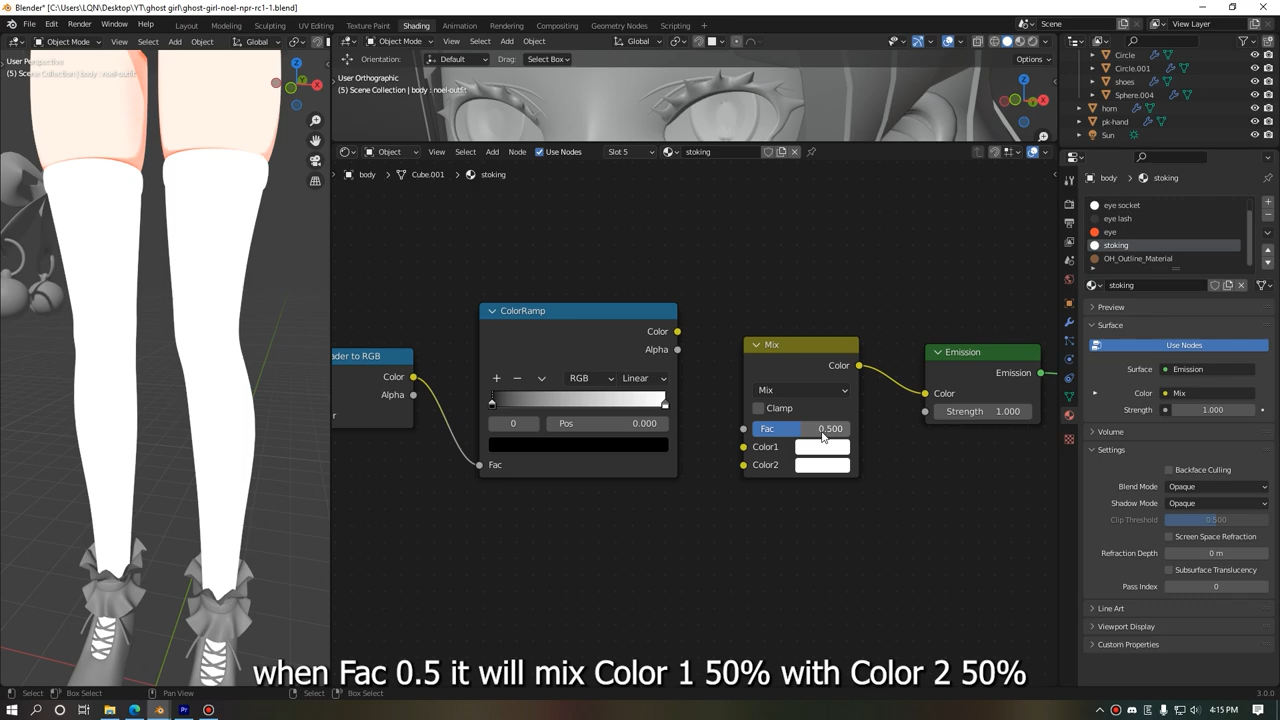 Blender* [C:\Users\LQN\Desktop\YT\ghost girl\ghost-girl-noel-npr-rc1-1.blend]
File Edit Render Window Help Layout Modeling Sculpting UV Editing Texture Paint Shading Animation Rendering Compositing Geometry Nodes Scripting Scene View Layer
Object Mode View Select Add Object Global
Object Mode View Select Add Object Global
Orientation: Default Drag: Select Box Options
User Perspective
(5) Scene Collection | body : noel-outfit
User Orthographic
(5) Scene Collection | body : noel-outfit
Circle
Circle.001
shoes
Sphere.004
horn
pk-hand
Sun
Object View Select Add Node Use Nodes Slot 5 stoking
body Cube.001 stoking
body stoking
eye socket
eye lash
eye
stoking
OH_Outline_Material
stoking
Preview
Surface
Use Nodes
Surface Emission
Color Mix
Strength 1.000
Volume
Settings
Backface Culling
Blend Mode Opaque
Shadow Mode Opaque
Clip Threshold 0.500
Screen Space Refraction
Refraction Depth 0 m
Subsurface Translucency
Pass Index 0
Line Art
Viewport Display
Custom Properties
ader to RGB
Color
Alpha
ColorRamp
Color
Alpha
RGB Linear
0 Pos 0.000
Fac
Mix
Color
Mix
Clamp
Fac 0.500
Color1
Color2
Emission
Emission
Color
Strength 1.000
when Fac 0.5 it will mix Color 1 50% with Color 2 50%
Select Box Select Pan View Select Box Select 3.0.0
4:15 PM